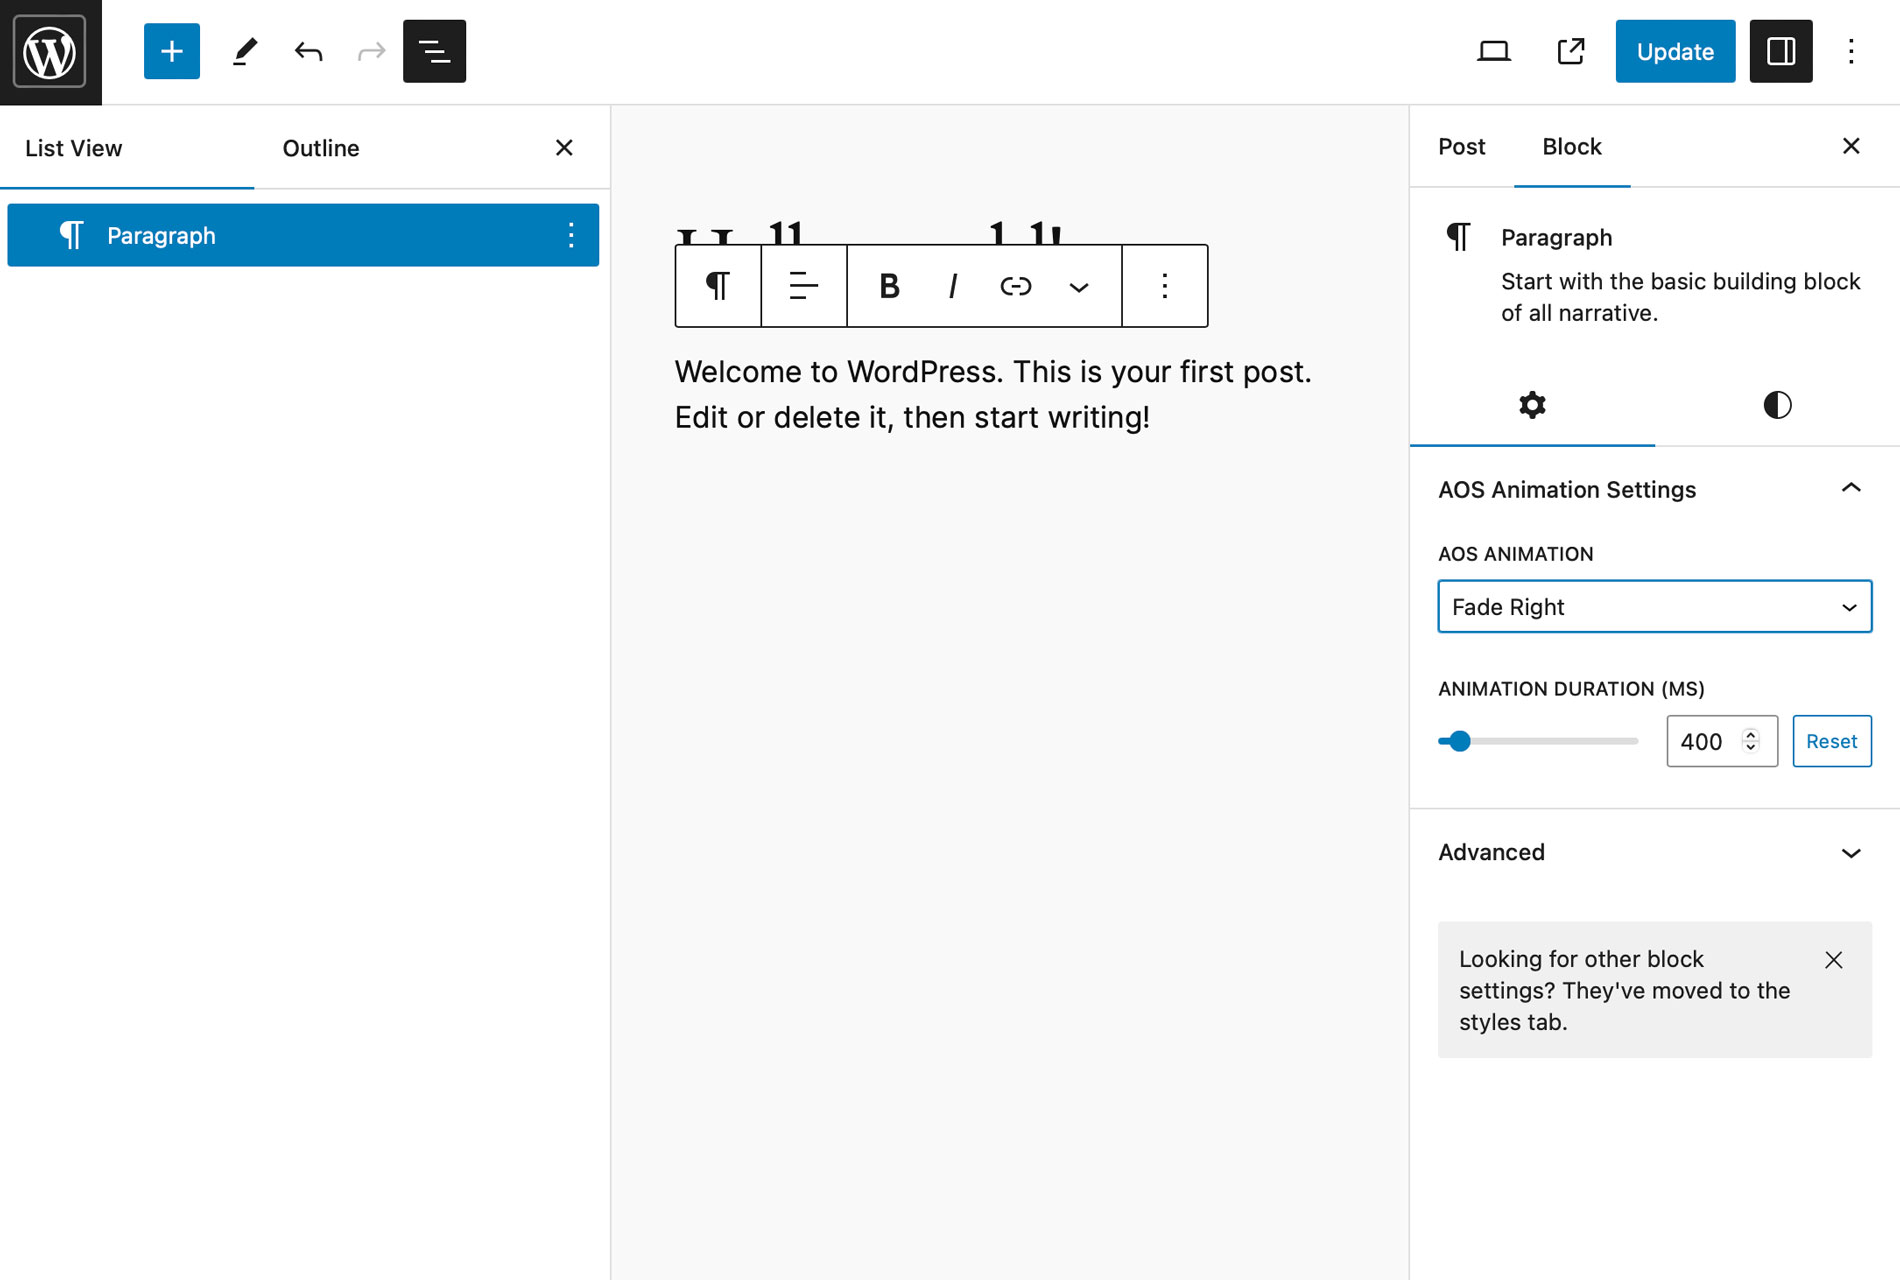 Update
List View
Outline
Post
Block
Paragraph
Paragraph
Start with the basic building block
of all narrative.
B I
Welcome to WordPress. This is your first post.
Edit or delete it, then start writing!
AOS Animation Settings
AOS ANIMATION
Fade Right
ANIMATION DURATION (MS)
400
Reset
Advanced
Looking for other block
settings? They've moved to the
styles tab.